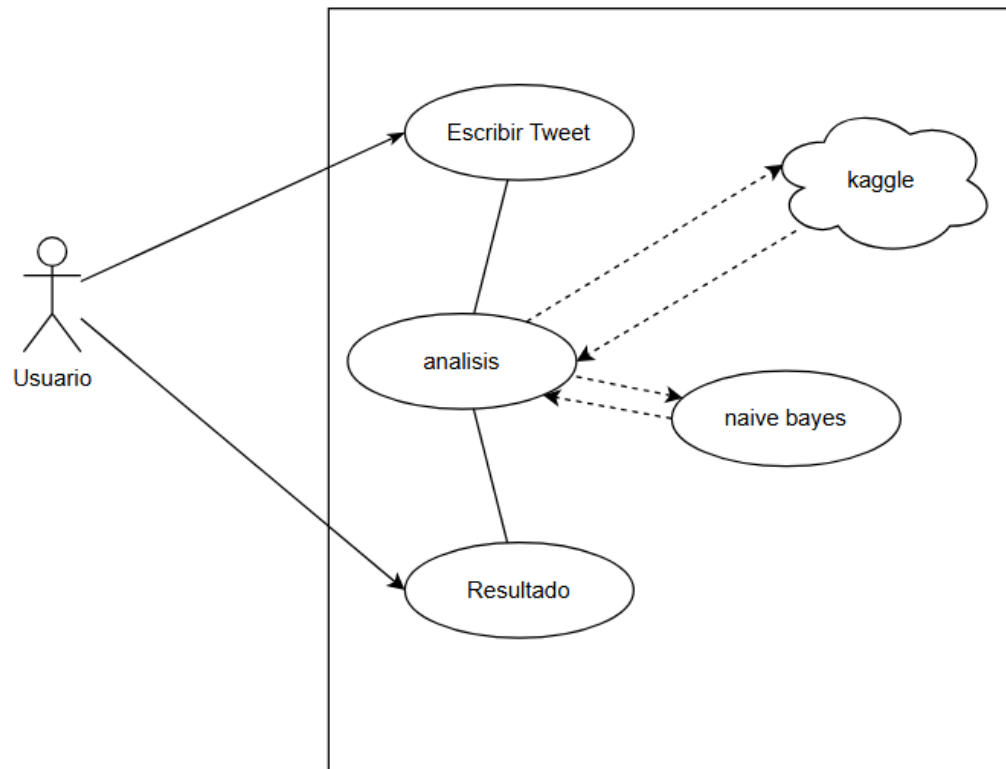 Escribir Tweet
kaggle
Usuario
analisis
naive bayes
Resultado